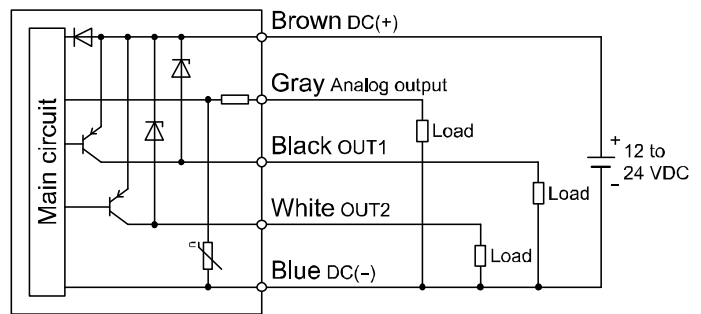 Main circuit
Brown DC(+)
Gray Analog output
Load
Black OUT1
+ 12 to
24 VDC
−
Load
White OUT2
Load
n
Blue DC(−)